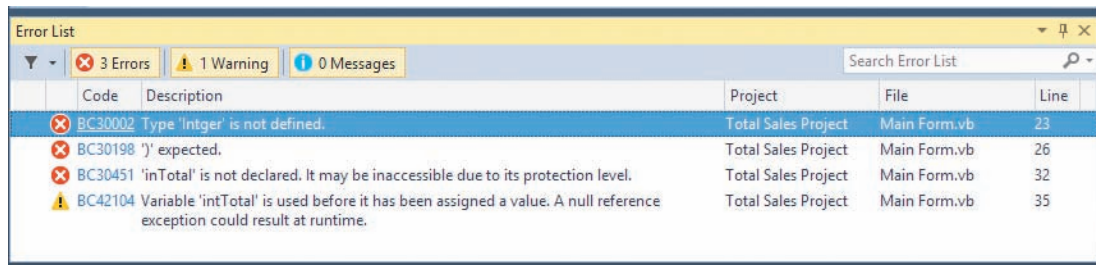 Error List
3 Errors 1 Warning 0 Messages Search Error List
Code Description Project File Line
BC30002 Type 'Intger' is not defined. Total Sales Project Main Form.vb 23
BC30198 ')' expected. Total Sales Project Main Form.vb 26
BC30451 'inTotal' is not declared. It may be inaccessible due to its protection level. Total Sales Project Main Form.vb 32
BC42104 Variable 'intTotal' is used before it has been assigned a value. A null reference Total Sales Project Main Form.vb 35
exception could result at runtime.